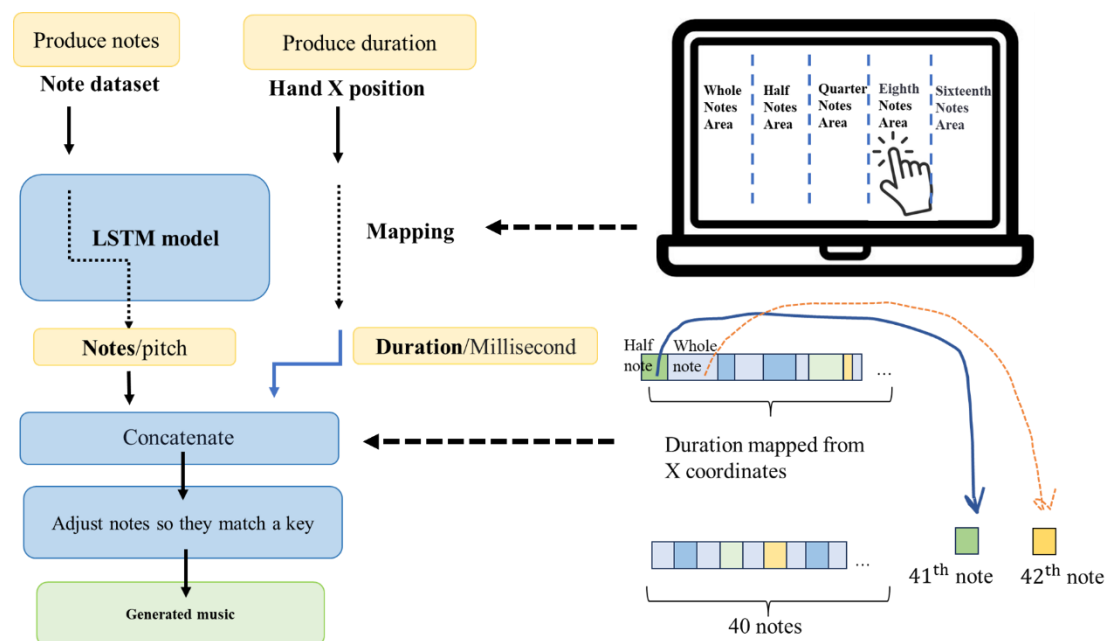 Produce notes
Note dataset
Produce duration
Hand X position
LSTM model
Mapping
Notes/pitch
Duration/Millisecond
Concatenate
Adjust notes so they match a key
Generated music
Whole
Notes
Area
Half
Notes
Area
Quarter
Notes
Area
Eighth
Notes
Area
Sixteenth
Notes
Area
Half
note
Whole
note
...
Duration mapped from
X coordinates
...
40 notes
41th note
42th note